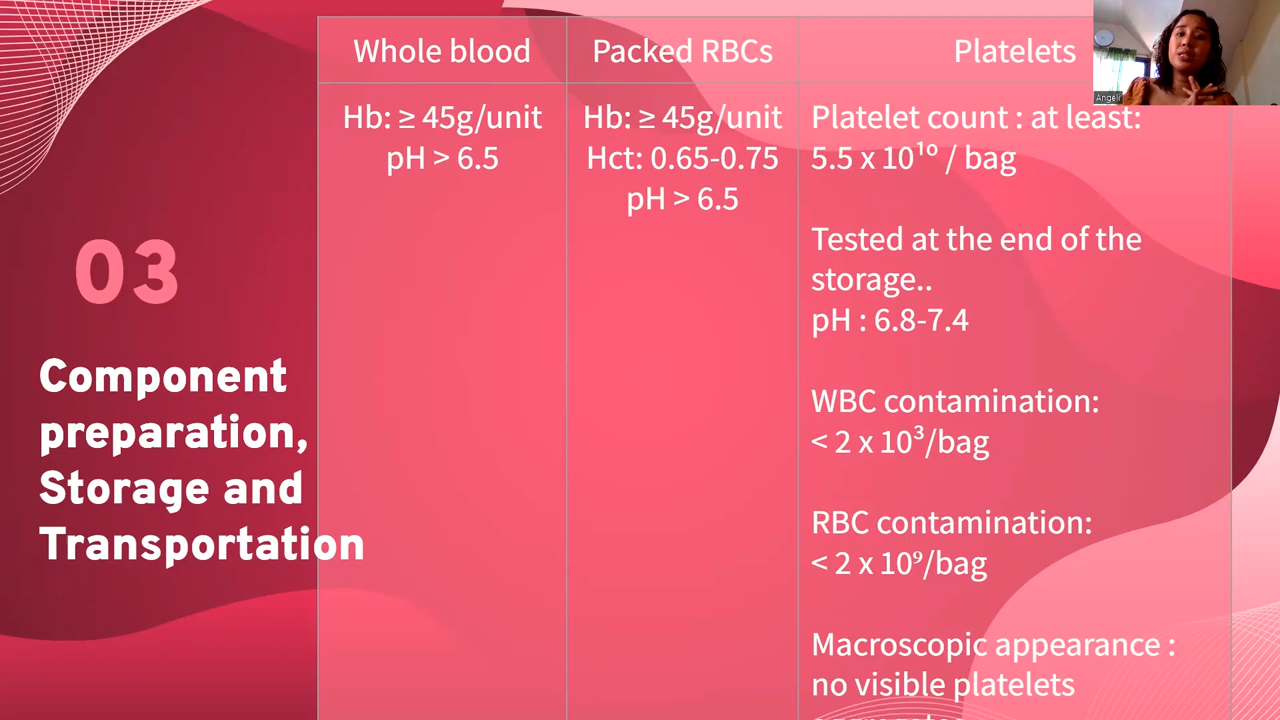 03
Component
preparation,
Storage and
Transportation
Whole blood
Hb: ≥ 45g/unit
pH > 6.5
Packed RBCs
Hb: ≥ 45g/unit
Hct: 0.65-0.75
pH > 6.5
Platelets
Platelet count : at least:
5.5 x 10¹⁰ / bag
Tested at the end of the
storage..
pH : 6.8-7.4
WBC contamination:
< 2 x 10³/bag
RBC contamination:
< 2 x 10⁹/bag
Macroscopic appearance :
no visible platelets
Angeli